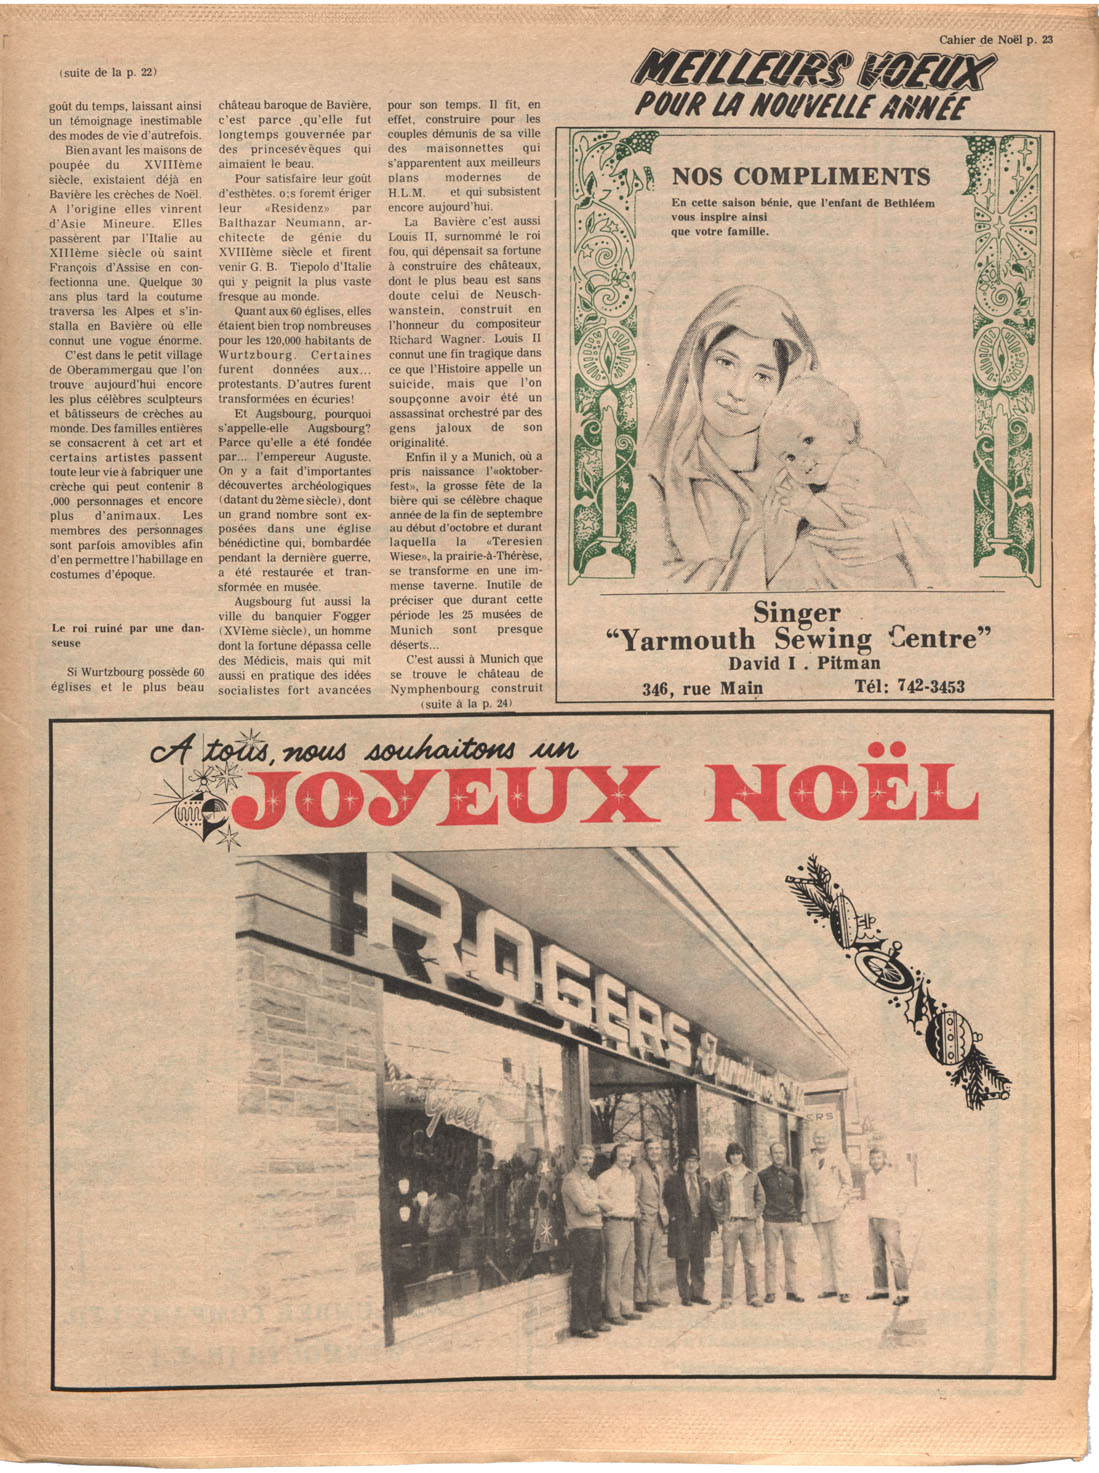 Cahier de Noël p. 23
(suite de la p. 22)
goût du temps, laissant ainsi
un témoignage inestimable
des modes de vie d'autrefois.
Bien avant les maisons de
poupée du XVIIIème
siècle, existaient déjà en
Bavière les crèches de Noël.
A l'origine elles vinrent
d'Asie Mineure. Elles
passèrent par l'Italie au
XIIIème siècle où saint
François d'Assise en con-
fectionna une. Quelque 30
ans plus tard la coutume
traversa les Alpes et s'in-
stalla en Bavière où elle
connut une vogue énorme.
C'est dans le petit village
de Oberammergau que l'on
trouve aujourd'hui encore
les plus célèbres sculpteurs
et bâtisseurs de crèches au
monde. Des familles entières
se consacrent à cet art et
certains artistes passent
toute leur vie à fabriquer une
crèche qui peut contenir 8
,000 personnages et encore
plus d'animaux. Les
membres des personnages
sont parfois amovibles afin
d'en permettre l'habillage en
costumes d'époque.
Le roi ruiné par une dan-
seuse
Si Wurtzbourg possède 60
églises et le plus beau
château baroque de Bavière,
c'est parce qu'elle fut
longtemps gouvernée par
des princesévèques qui
aimaient le beau.
Pour satisfaire leur goût
d'esthètes. o;s foremt ériger
leur «Residenz» par
Balthazar Neumann, ar-
chitecte de génie du
XVIIIème siècle et firent
venir G. B. Tiepolo d'Italie
qui y peignit la plus vaste
fresque au monde.
Quant aux 60 églises, elles
étaient bien trop nombreuses
pour les 120,000 habitants de
Wurtzbourg. Certaines
furent données aux...
protestants. D'autres furent
transformées en écuries!
Et Augsbourg, pourquoi
s'appelle-elle Augsbourg?
Parce qu'elle a été fondée
par... l'empereur Auguste.
On y a fait d'importantes
découvertes archéologiques
(datant du 2ème siècle), dont
un grand nombre sont ex-
posées dans une église
bénédictine qui, bombardée
pendant la dernière guerre,
a été restaurée et tran-
sformée en musée.
Augsbourg fut aussi la
ville du banquier Fogger
(XVIème siècle), un homme
dont la fortune dépassa celle
des Médicis, mais qui mit
aussi en pratique des idées
socialistes fort avancées
pour son temps. Il fit, en
effet, construire pour les
couples démunis de sa ville
des maisonnettes qui
s'apparentent aux meilleurs
plans modernes de
H.L.M. et qui subsistent
encore aujourd'hui.
La Bavière c'est aussi
Louis II, surnommé le roi
fou, qui dépensait sa fortune
à construire des châteaux,
dont le plus beau est sans
doute celui de Neusch-
wanstein, construit en
l'honneur du compositeur
Richard Wagner. Louis II
connut une fin tragique dans
ce que l'Histoire appelle un
suicide, mais que l'on
soupçonne avoir été un
assassinat orchestré par des
gens jaloux de son
originalité.
Enfin il y a Munich, où a
pris naissance l'«oktober-
fest», la grosse fête de la
bière qui se célèbre chaque
année de la fin de septembre
au début d'octobre et durant
laquella la «Teresien
Wiese», la prairie-à-Thérèse,
se transforme en une im-
mense taverne. Inutile de
préciser que durant cette
période les 25 musées de
Munich sont presque
déserts...
C'est aussi à Munich que
se trouve le château de
Nymphenbourg construit
(suite à la p. 24)
MEILLEURS VOEUX
POUR LA NOUVELLE ANNÉE
NOS COMPLIMENTS
En cette saison bénie, que l'enfant de Bethléem
vous inspire ainsi
que votre famille.
Singer
"Yarmouth Sewing Centre"
David I . Pitman
346, rue Main Tél: 742-3453
A tous, nous souhaitons un
JOYEUX NOËL
ROGERS
Furniture